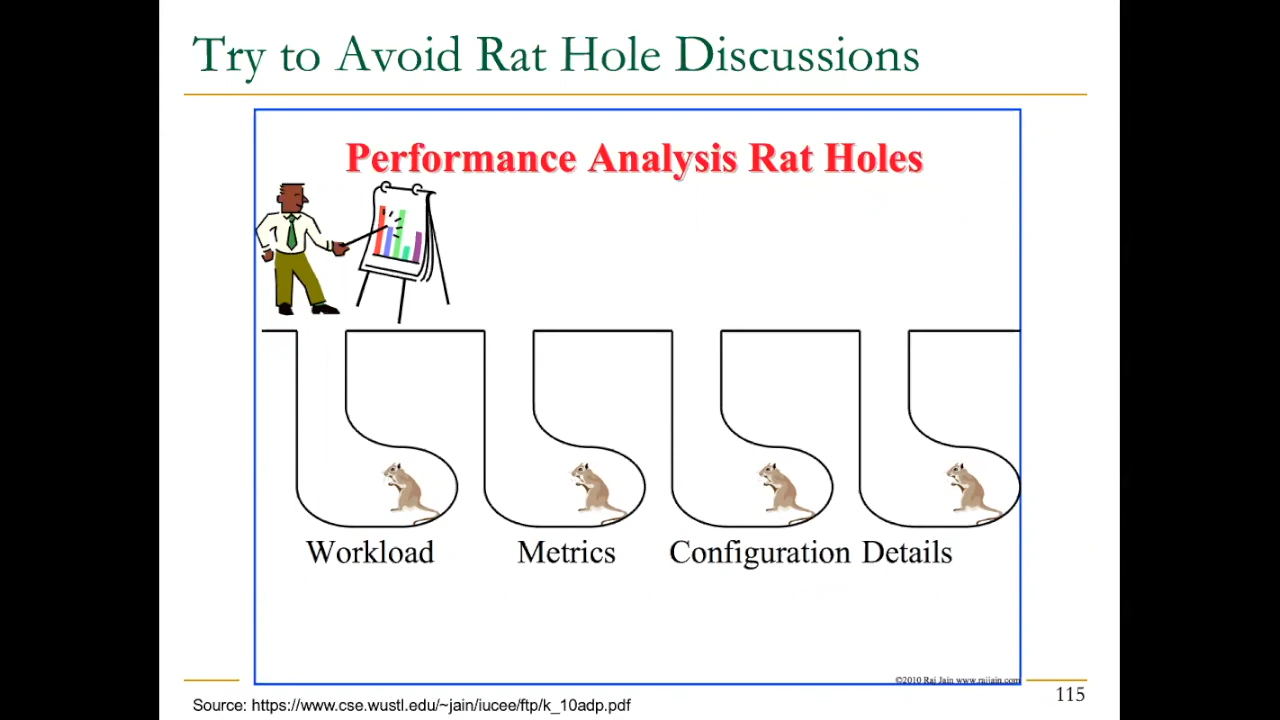 Try to Avoid Rat Hole Discussions
Performance Analysis Rat Holes
Workload Metrics Configuration Details
©2010 Raj Jain www.rajjain.com
115
Source: https://www.cse.wustl.edu/~jain/iucee/ftp/k_10adp.pdf